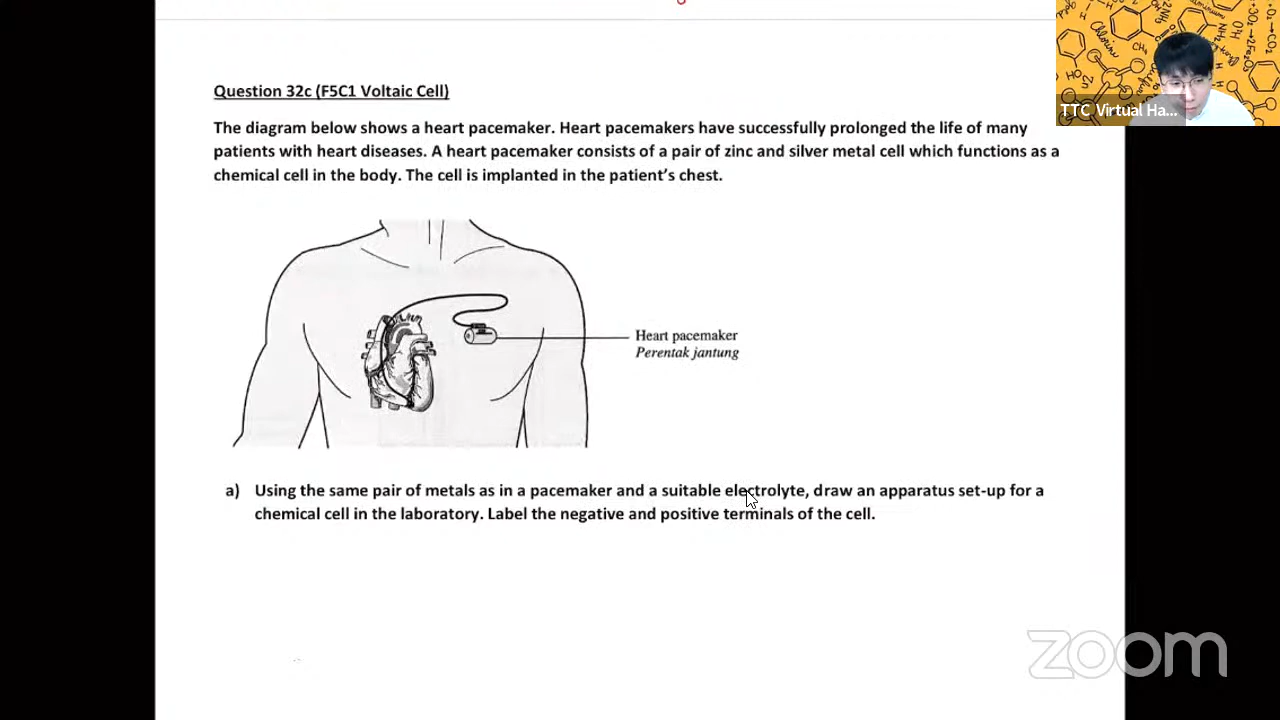 Question 32c (F5C1 Voltaic Cell)
The diagram below shows a heart pacemaker. Heart pacemakers have successfully prolonged the life of many
patients with heart diseases. A heart pacemaker consists of a pair of zinc and silver metal cell which functions as a
chemical cell in the body. The cell is implanted in the patient's chest.
Heart pacemaker
Perentak jantung
a) Using the same pair of metals as in a pacemaker and a suitable electrolyte, draw an apparatus set-up for a
chemical cell in the laboratory. Label the negative and positive terminals of the cell.
TTC Virtual Ha...
zoom